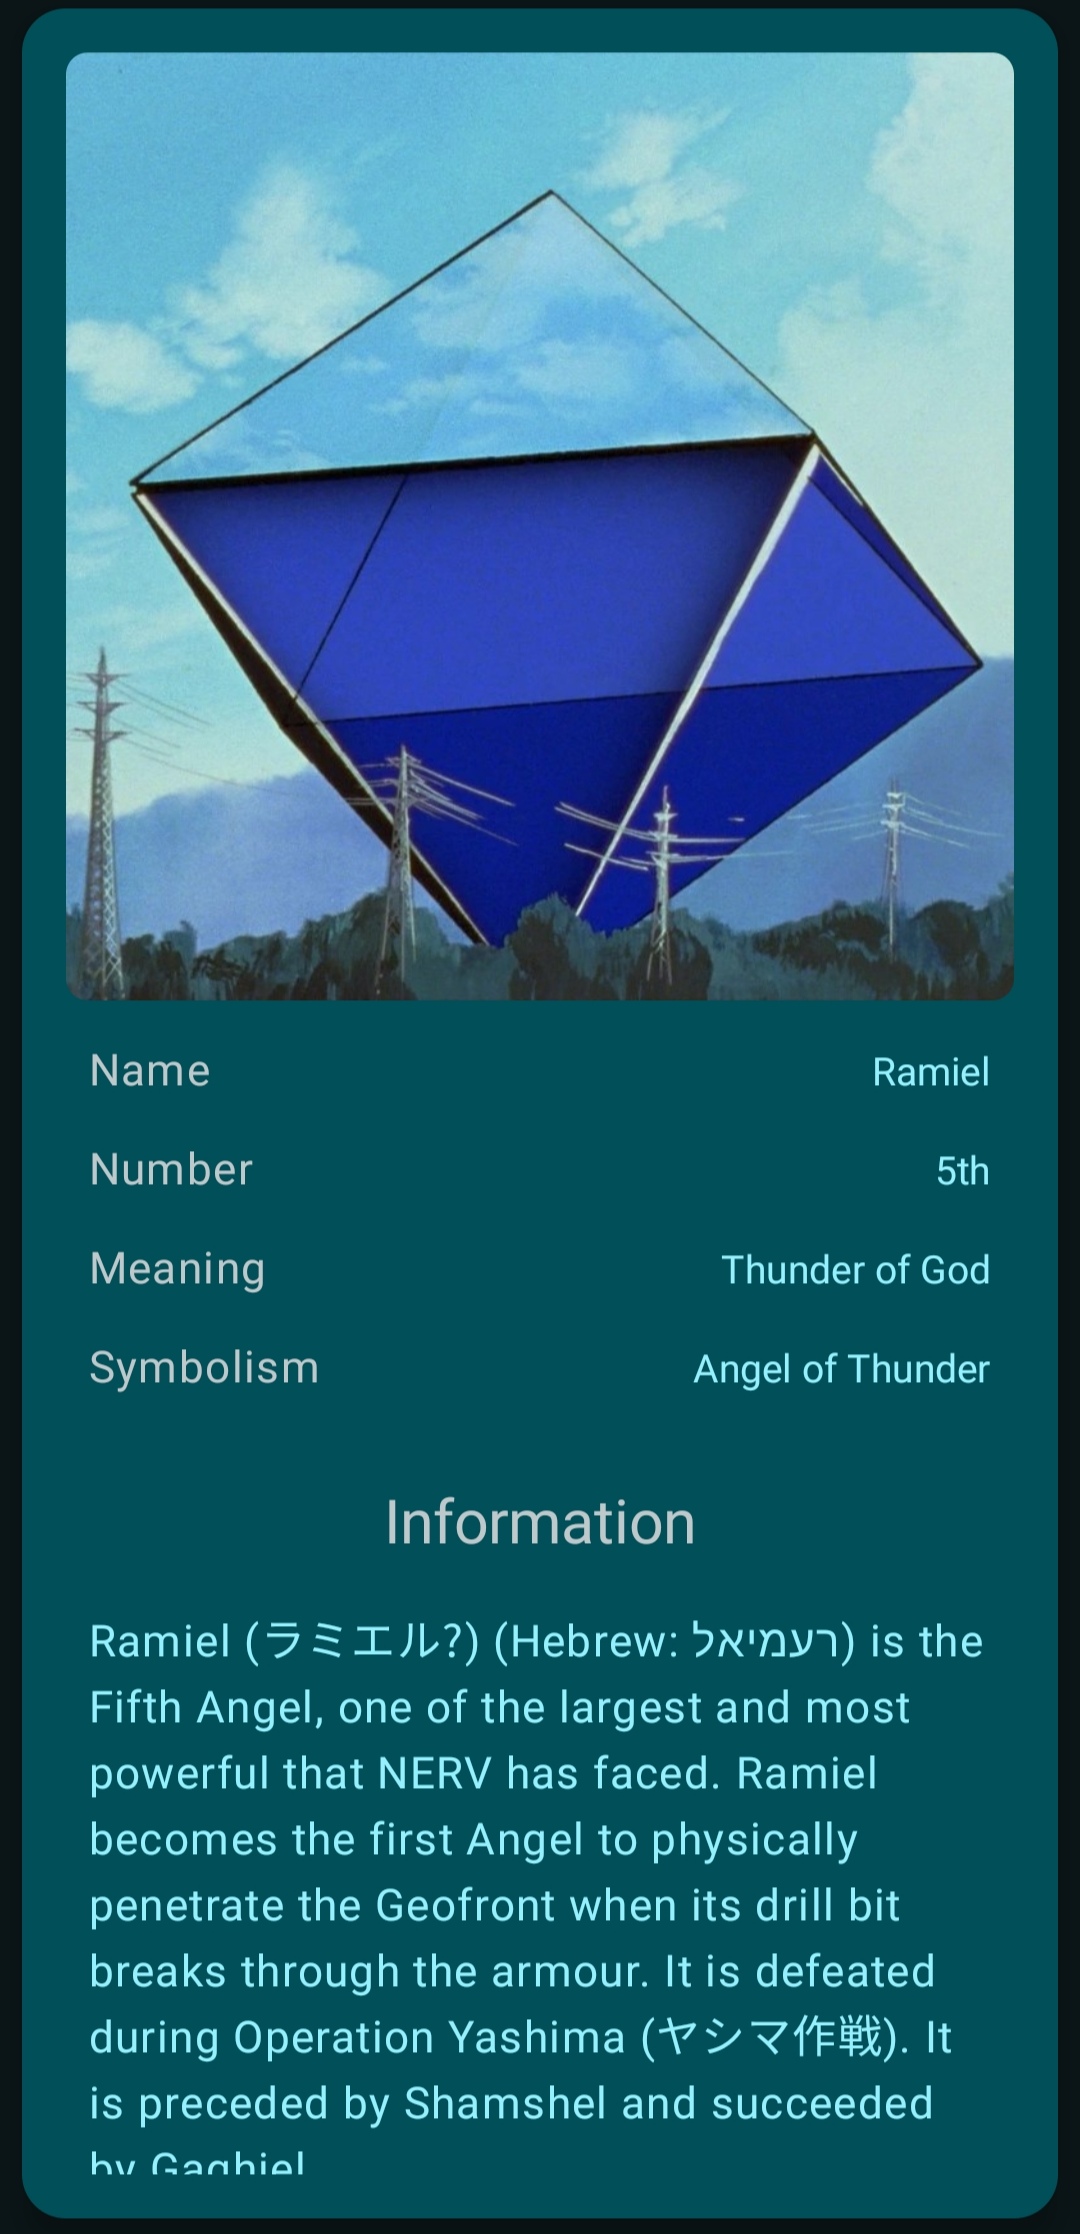 Name Ramiel
Number 5th
Meaning Thunder of God
Symbolism Angel of Thunder
Information
Ramiel (ラミエル?) (Hebrew: רעמיאל) is the
Fifth Angel, one of the largest and most
powerful that NERV has faced. Ramiel
becomes the first Angel to physically
penetrate the Geofront when its drill bit
breaks through the armour. It is defeated
during Operation Yashima (ヤシマ作戦). It
is preceded by Shamshel and succeeded
by Gaghiel